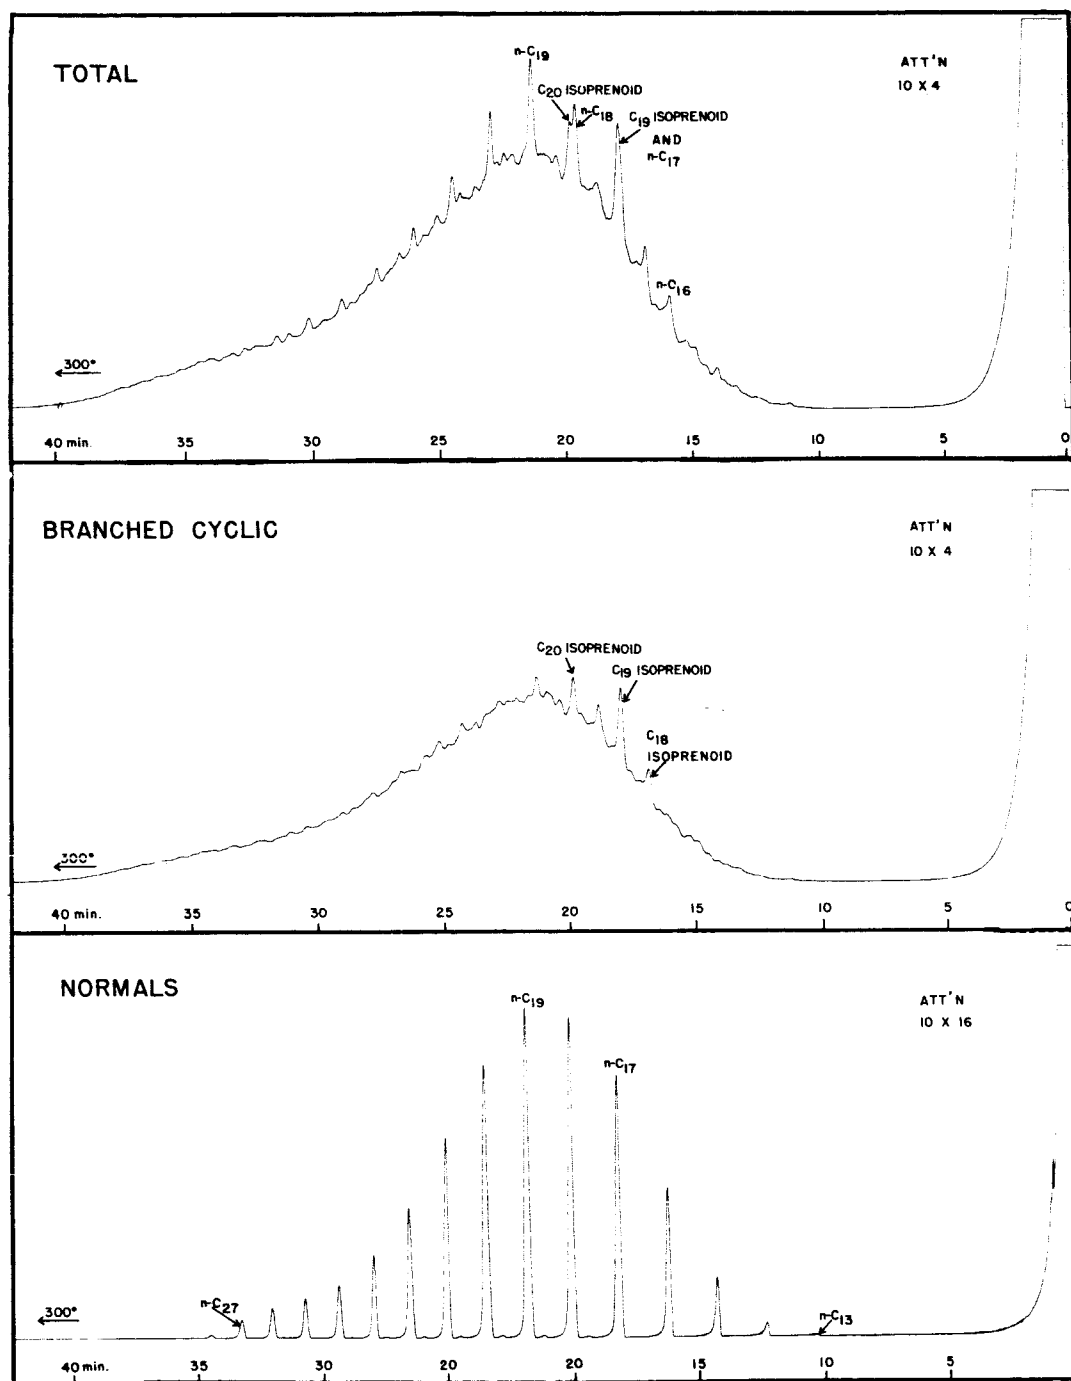 TOTAL
ATT'N
10 X 4
n-C19
C20 ISOPRENOID
n-C18
C19 ISOPRENOID
AND
n-C17
n-C16
300°
40 min. 35 30 25 20 15 10 5 0
BRANCHED CYCLIC
ATT'N
10 X 4
C20 ISOPRENOID
C19 ISOPRENOID
C18
ISOPRENOID
300°
40 min. 35 30 25 20 15 10 5 0
NORMALS
ATT'N
10 X 16
n-C19
n-C17
n-C27
n-C13
300°
40 min. 35 30 25 20 15 10 5